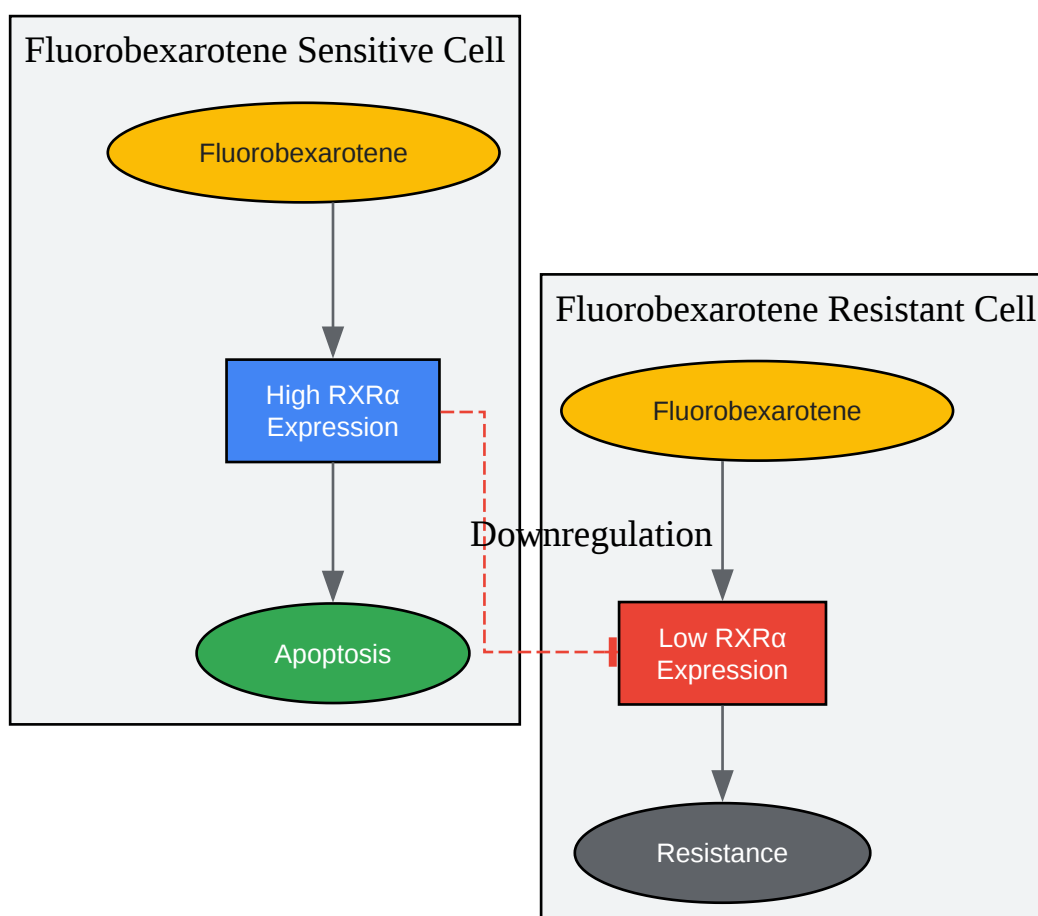 Fluorobexarotene Sensitive Cell
Fluorobexarotene
High RXRα
Expression
Apoptosis
Downregulation
Fluorobexarotene Resistant Cell
Fluorobexarotene
Low RXRα
Expression
Resistance